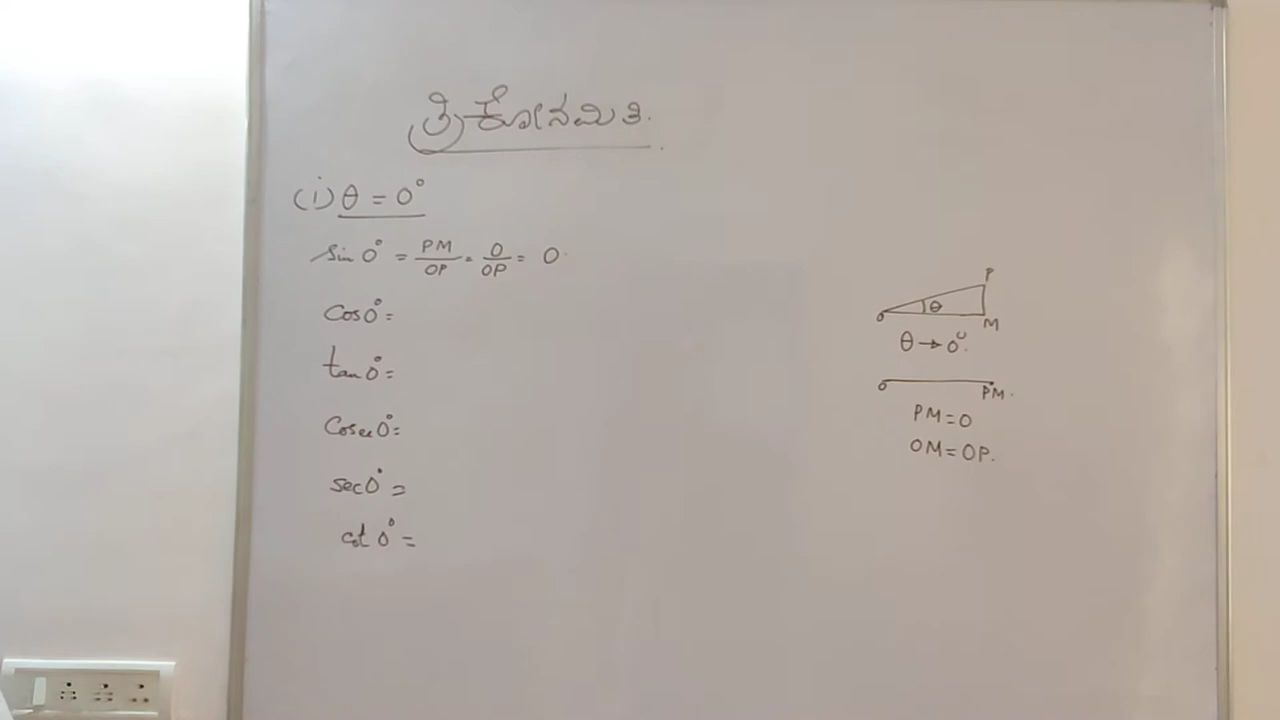 ತ್ರಿಕೋನಮಿತಿ.
(i) θ = 0°
Sin 0° = PM/OP = 0/OP = 0.
Cos 0° =
tan 0° =
Cosec 0° =
sec 0° =
cot 0° =
P
θ
O
M
θ → 0°.
O
PM.
PM = 0
OM = OP.